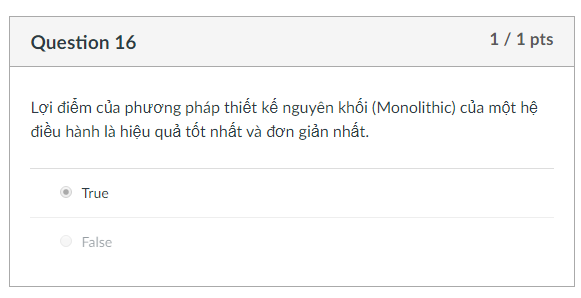 Question 16
1 / 1 pts
Lợi điểm của phương pháp thiết kế nguyên khối (Monolithic) của một hệ
điều hành là hiệu quả tốt nhất và đơn giản nhất.
True
False